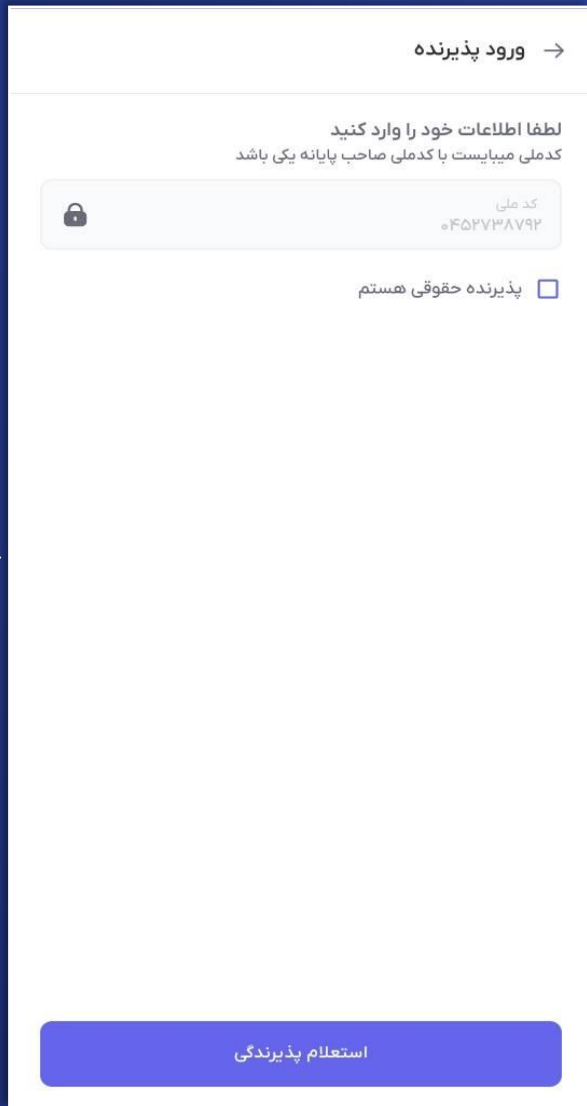 ورود پذیرنده
لطفا اطلاعات خود را وارد کنید
کدملی میبایست با کدملی صاحب پایانه یکی باشد
کد ملی
۰۴۵۲۷۳۸۷۹۲
پذیرنده حقوقی هستم
استعلام پذیرندگی